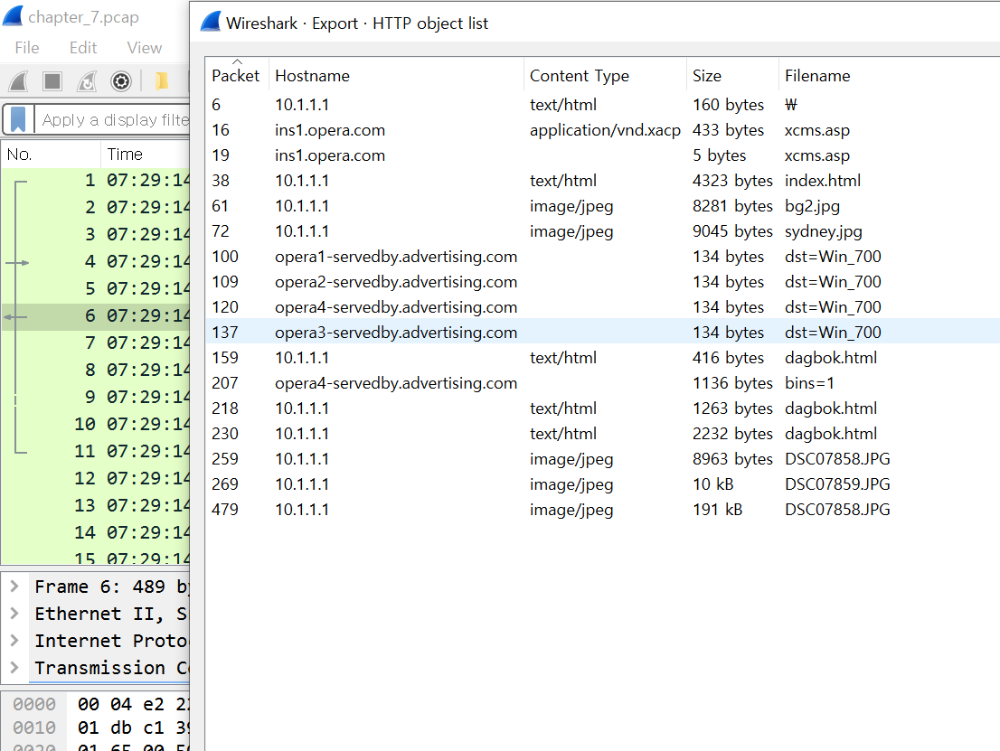 chapter_7.pcap
File Edit View
Apply a display filte
No. Time
1 07:29:14
2 07:29:14
3 07:29:14
4 07:29:14
5 07:29:14
6 07:29:14
7 07:29:14
8 07:29:14
9 07:29:14
10 07:29:14
11 07:29:14
12 07:29:14
13 07:29:14
14 07:29:14
15 07:29:14
Frame 6: 489 by
Ethernet II, S
Internet Proto
Transmission Co
0000 00 04 e2 22
0010 01 db c1 39
Wireshark · Export · HTTP object list
Packet Hostname Content Type Size Filename
6 10.1.1.1 text/html 160 bytes ₩
16 ins1.opera.com application/vnd.xacp 433 bytes xcms.asp
19 ins1.opera.com 5 bytes xcms.asp
38 10.1.1.1 text/html 4323 bytes index.html
61 10.1.1.1 image/jpeg 8281 bytes bg2.jpg
72 10.1.1.1 image/jpeg 9045 bytes sydney.jpg
100 opera1-servedby.advertising.com 134 bytes dst=Win_700
109 opera2-servedby.advertising.com 134 bytes dst=Win_700
120 opera4-servedby.advertising.com 134 bytes dst=Win_700
137 opera3-servedby.advertising.com 134 bytes dst=Win_700
159 10.1.1.1 text/html 416 bytes dagbok.html
207 opera4-servedby.advertising.com 1136 bytes bins=1
218 10.1.1.1 text/html 1263 bytes dagbok.html
230 10.1.1.1 text/html 2232 bytes dagbok.html
259 10.1.1.1 image/jpeg 8963 bytes DSC07858.JPG
269 10.1.1.1 image/jpeg 10 kB DSC07859.JPG
479 10.1.1.1 image/jpeg 191 kB DSC07858.JPG